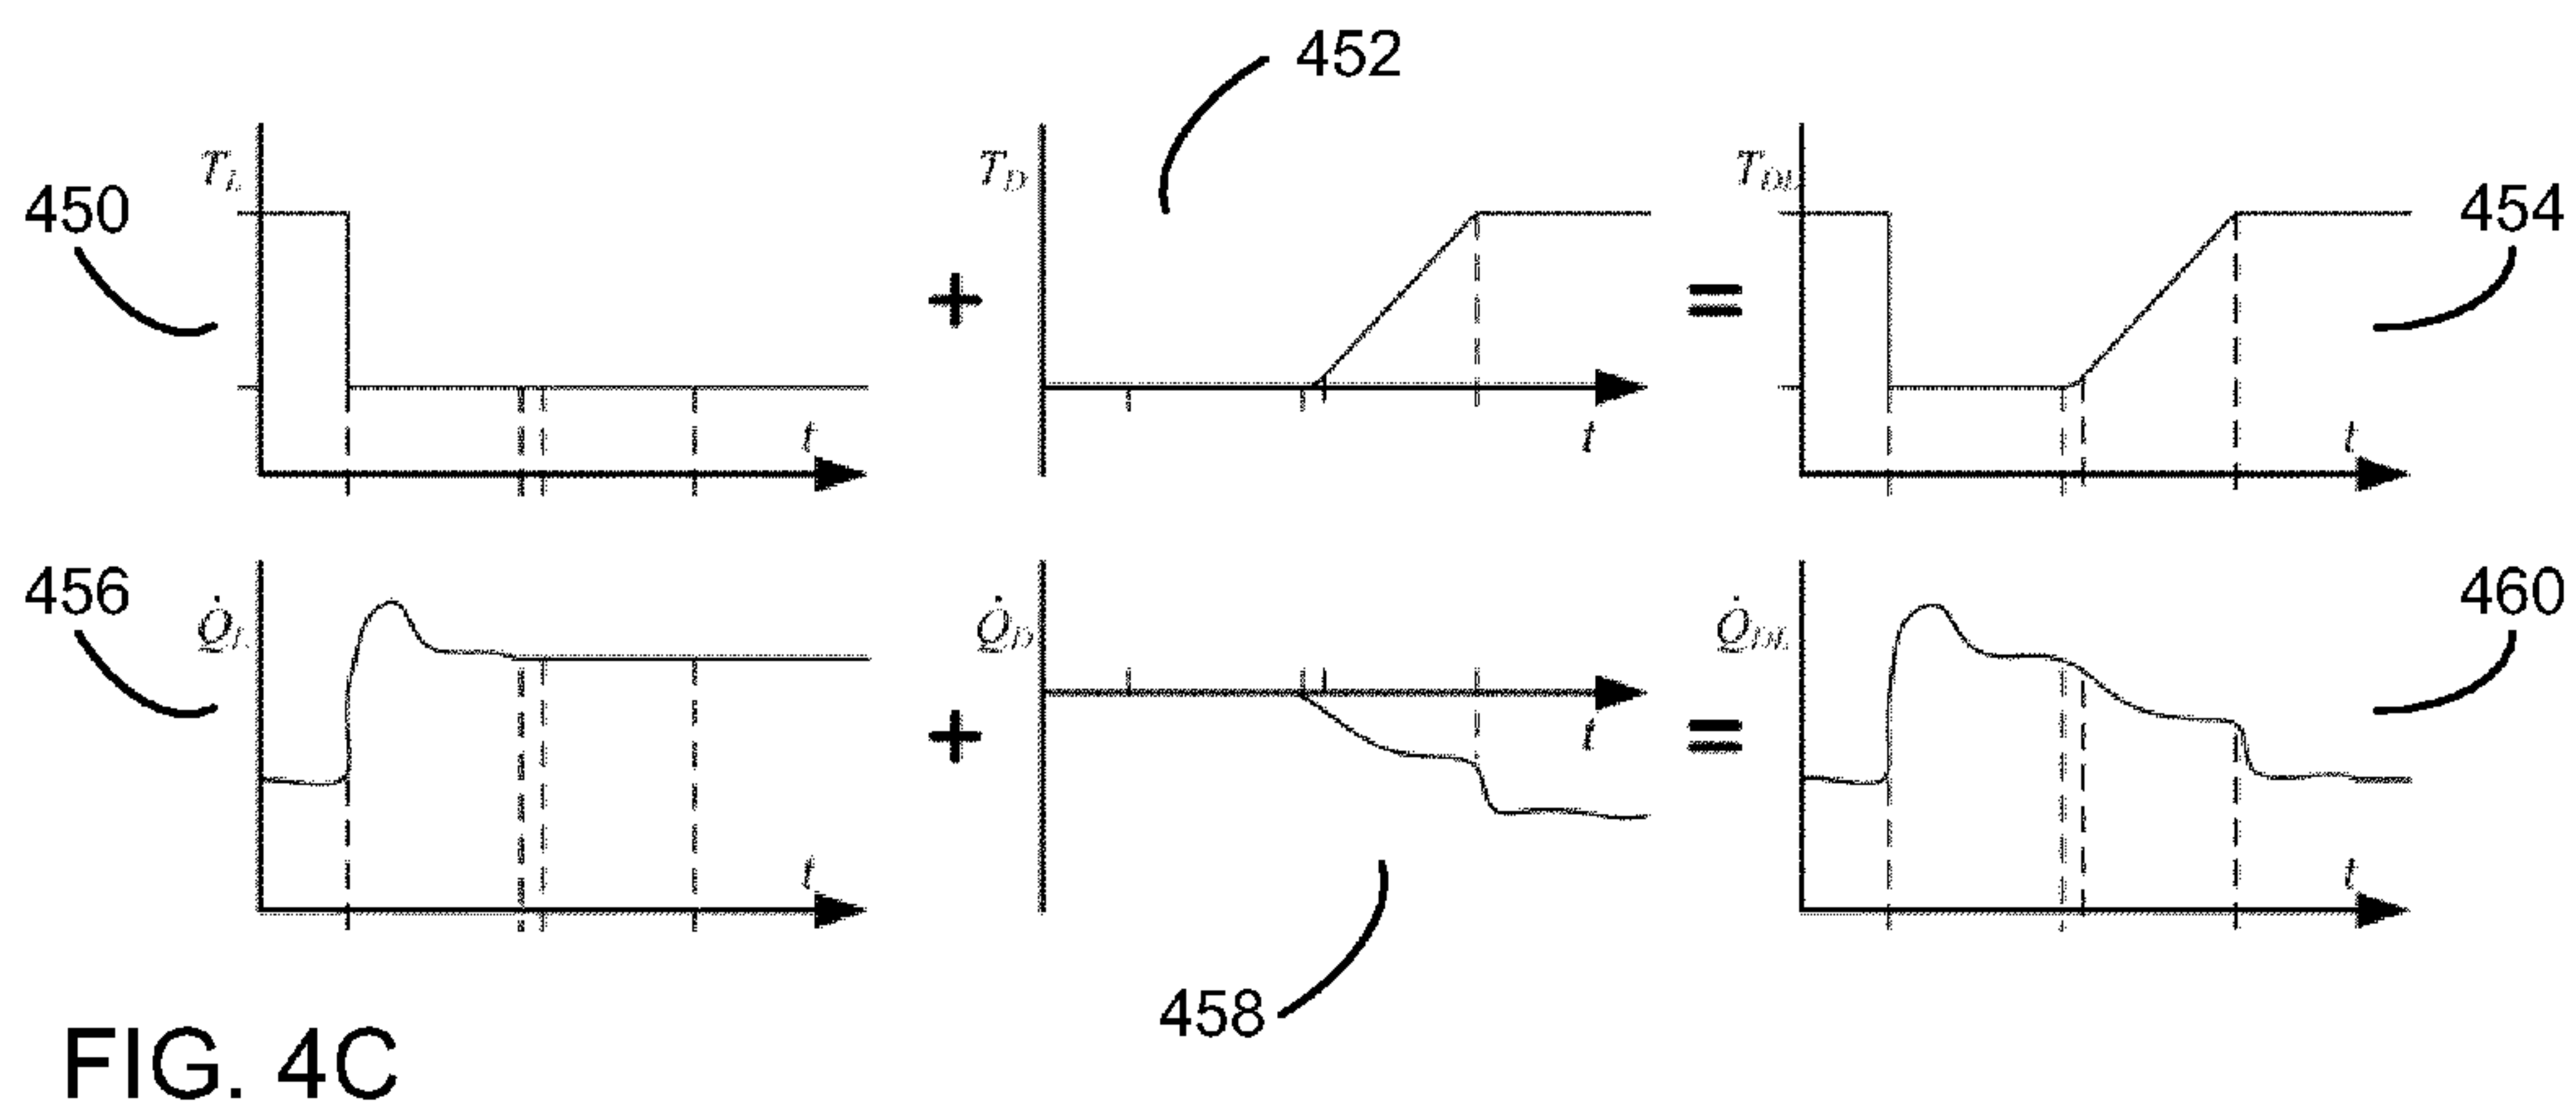 452
T_L
T_D
T_DL
450
454
+
=
t
t
t
456
460
Q̇_L
Q̇_D
Q̇_DL
+
=
t
t
t
458
FIG. 4C